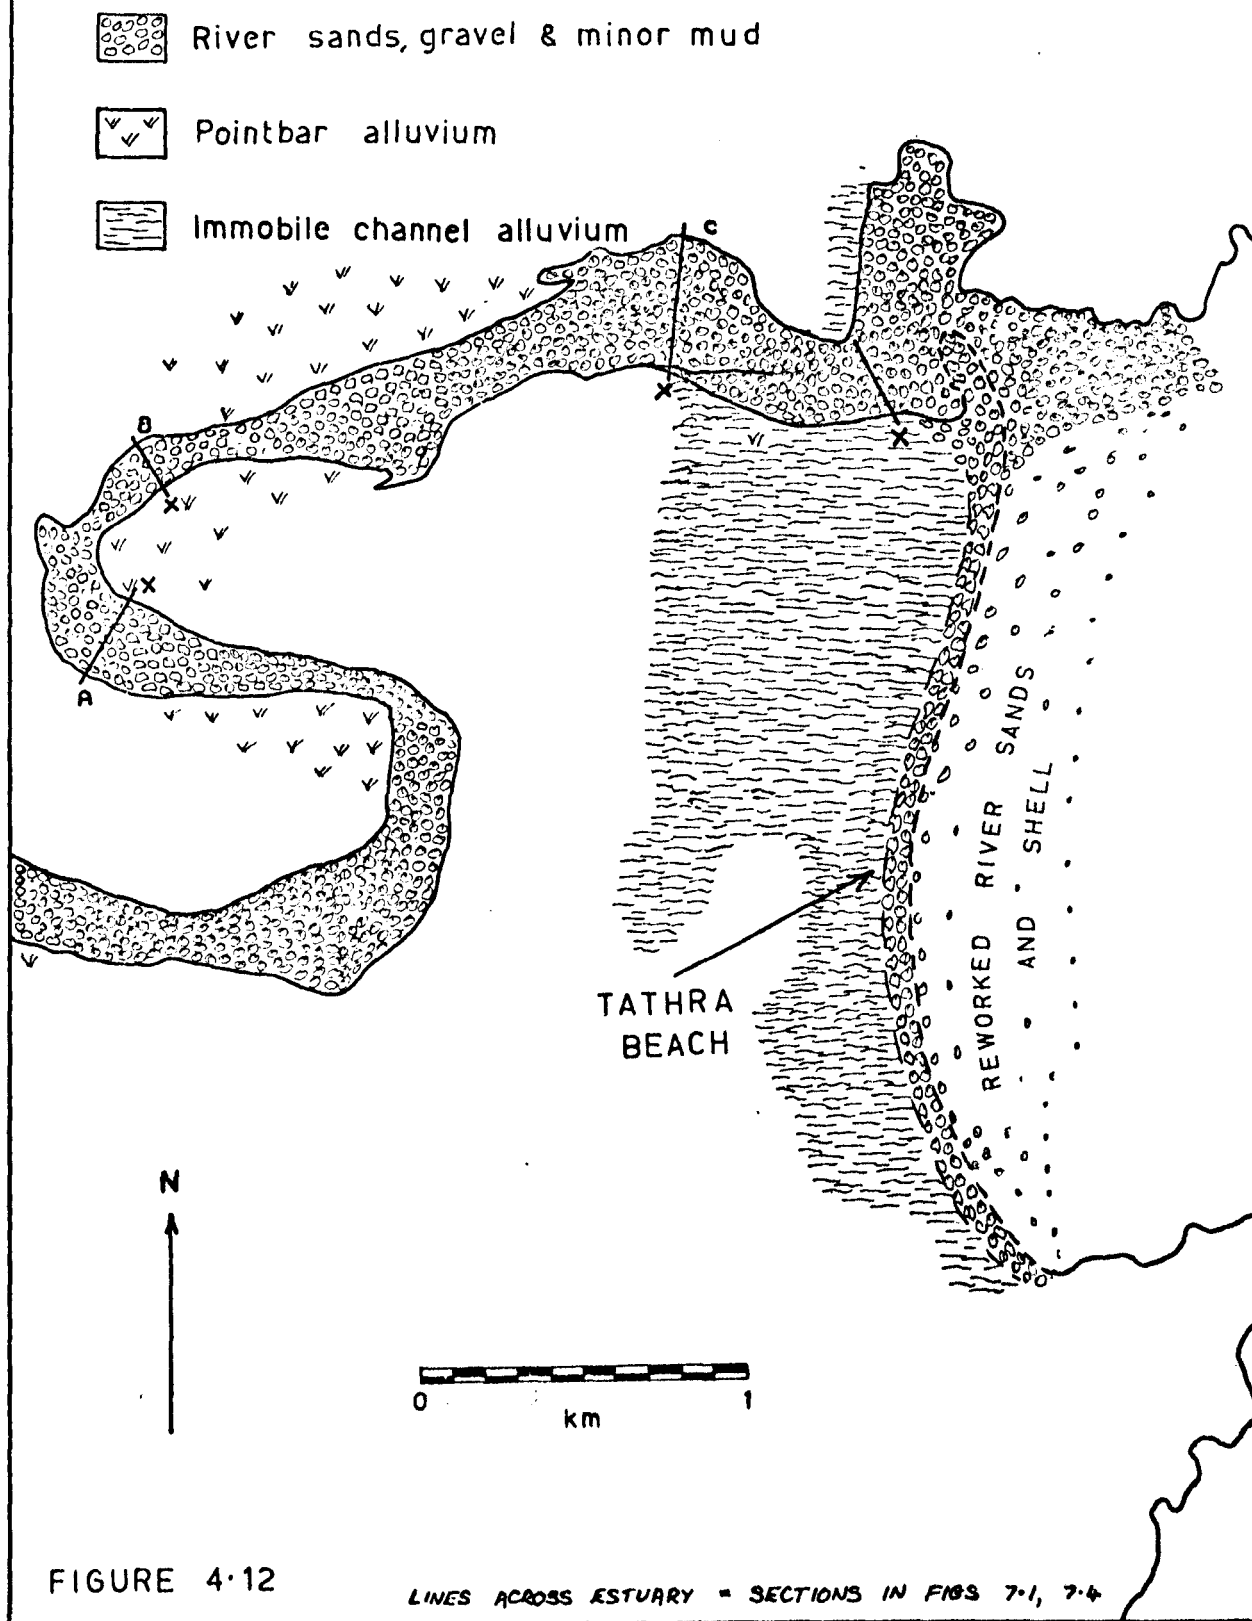 River sands, gravel & minor mud
Pointbar alluvium
Immobile channel alluvium
C
B
X
X
X
X
A
REWORKED RIVER SANDS
AND SHELL
TATHRA
BEACH
N
0 1
km
FIGURE 4·12
LINES ACROSS ESTUARY = SECTIONS IN FIGS 7·1, 7·4